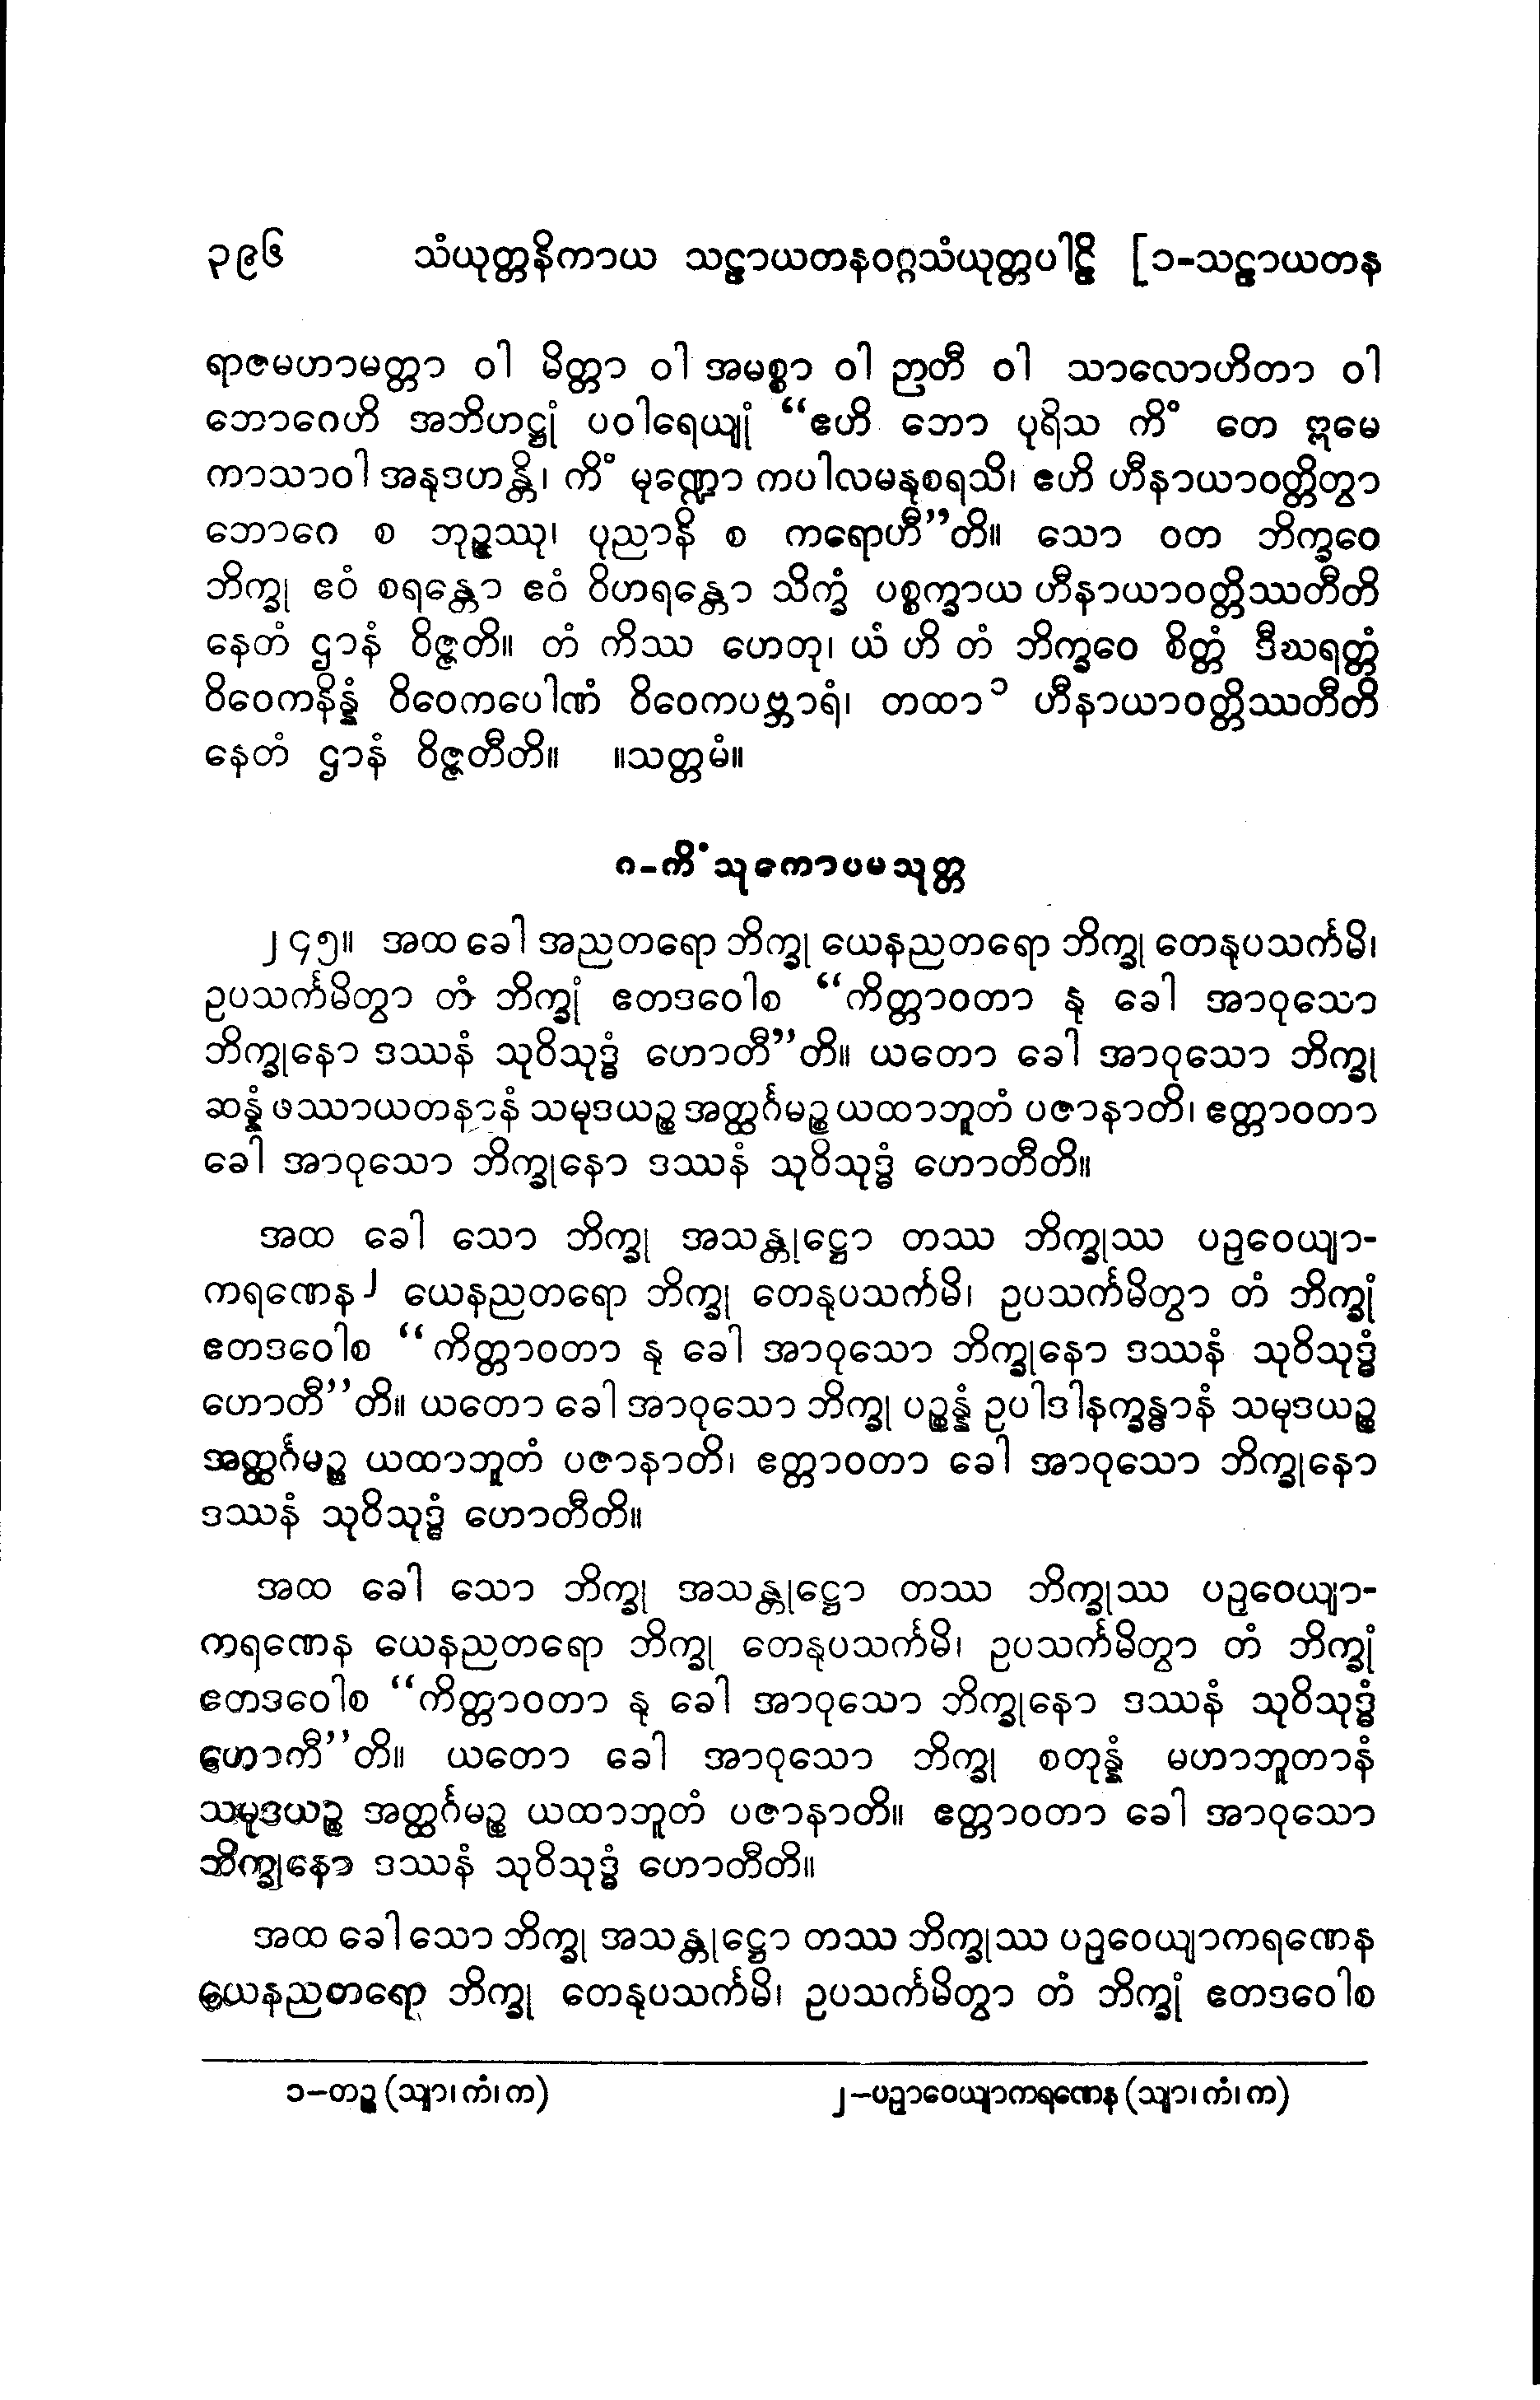 ၃၉၆ သံယုတ္တနိကာယ သဠာယတနဝဂ္ဂသံယုတ္တပါဠိ [၁-သဠာယတန
ရာဇမဟာမတ္တာ ဝါ မိတ္တာ ဝါ အမစ္စာ ဝါ ဉာတီ ဝါ သာလောဟိတာ ဝါ
ဘောဂေဟိ အဘိဟဋ္ဌုံ ပဝါရေယျုံ “ဧဟိ ဘော ပုရိသ ကိံ တေ ဣမေ
ကာသာဝါ အနုဒဟန္တိ၊ ကိံ မုဏ္ဍော ကပါလမနုစရသိ၊ ဧဟိ ဟီနာယာဝတ္တိတွာ
ဘောဂေ စ ဘုဉ္ဇဿု၊ ပုညာနိ စ ကရောဟီ”တိ။ သော ဝတ ဘိက္ခဝေ
ဘိက္ခု ဧဝံ စရန္တော ဧဝံ ဝိဟရန္တော သိက္ခံ ပစ္စက္ခာယ ဟီနာယာဝတ္တိဿတီတိ
နေတံ ဌာနံ ဝိဇ္ဇတိ။ တံ ကိဿ ဟေတု၊ ယံ ဟိ တံ ဘိက္ခဝေ စိတ္တံ ဒီဃရတ္တံ
ဝိဝေကနိန္နံ ဝိဝေကပေါဏံ ဝိဝေကပဗ္ဘာရံ၊ တထာ ၁ ဟီနာယာဝတ္တိဿတီတိ
နေတံ ဌာနံ ဝိဇ္ဇတီတိ။ ။သတ္တမံ။
၈-ကိံသုကောပမသုတ္တ
၂၄၅။ အထ ခေါ အညတရော ဘိက္ခု ယေနညတရော ဘိက္ခု တေနုပသင်္ကမိ၊
ဥပသင်္ကမိတွာ တံ ဘိက္ခုံ ဧတဒဝေါစ “ကိတ္တာဝတာ နု ခေါ အာဝုသော
ဘိက္ခုနော ဒဿနံ သုဝိသုဒ္ဓံ ဟောတီ”တိ။ ယတော ခေါ အာဝုသော ဘိက္ခု
ဆန္နံ ဖဿာယတနာနံ သမုဒယဉ္စ အတ္ထင်္ဂမဉ္စ ယထာဘူတံ ပဇာနာတိ၊ ဧတ္တာဝတာ
ခေါ အာဝုသော ဘိက္ခုနော ဒဿနံ သုဝိသုဒ္ဓံ ဟောတီတိ။
အထ ခေါ သော ဘိက္ခု အသန္တုဋ္ဌော တဿ ဘိက္ခုဿ ပဉှဝေယျာ-
ကရဏေန ၂ ယေနညတရော ဘိက္ခု တေနုပသင်္ကမိ၊ ဥပသင်္ကမိတွာ တံ ဘိက္ခုံ
ဧတဒဝေါစ “ကိတ္တာဝတာ နု ခေါ အာဝုသော ဘိက္ခုနော ဒဿနံ သုဝိသုဒ္ဓံ
ဟောတီ”တိ။ ယတော ခေါ အာဝုသော ဘိက္ခု ပဉ္စန္နံ ဥပါဒါနက္ခန္ဓာနံ သမုဒယဉ္စ
အတ္ထင်္ဂမဉ္စ ယထာဘူတံ ပဇာနာတိ၊ ဧတ္တာဝတာ ခေါ အာဝုသော ဘိက္ခုနော
ဒဿနံ သုဝိသုဒ္ဓံ ဟောတီတိ။
အထ ခေါ သော ဘိက္ခု အသန္တုဋ္ဌော တဿ ဘိက္ခုဿ ပဉှဝေယျာ-
ကရဏေန ယေနညတရော ဘိက္ခု တေနုပသင်္ကမိ၊ ဥပသင်္ကမိတွာ တံ ဘိက္ခုံ
ဧတဒဝေါစ “ကိတ္တာဝတာ နု ခေါ အာဝုသော ဘိက္ခုနော ဒဿနံ သုဝိသုဒ္ဓံ
ဟောကီ”တိ။ ယတော ခေါ အာဝုသော ဘိက္ခု စတုန္နံ မဟာဘူတာနံ
သမုဒယဉ္စ အတ္ထင်္ဂမဉ္စ ယထာဘူတံ ပဇာနာတိ။ ဧတ္တာဝတာ ခေါ အာဝုသော
ဘိက္ခုနော ဒဿနံ သုဝိသုဒ္ဓံ ဟောတီတိ။
အထ ခေါ သော ဘိက္ခု အသန္တုဋ္ဌော တဿ ဘိက္ခုဿ ပဉှဝေယျာကရဏေန
ယေနညတရော ဘိက္ခု တေနုပသင်္ကမိ၊ ဥပသင်္ကမိတွာ တံ ဘိက္ခုံ ဧတဒဝေါစ
၁-တဉ္စ (သျာ၊ ကံ၊ က) ၂-ပဉှာဝေယျာကရဏေန (သျာ၊ ကံ၊ က)